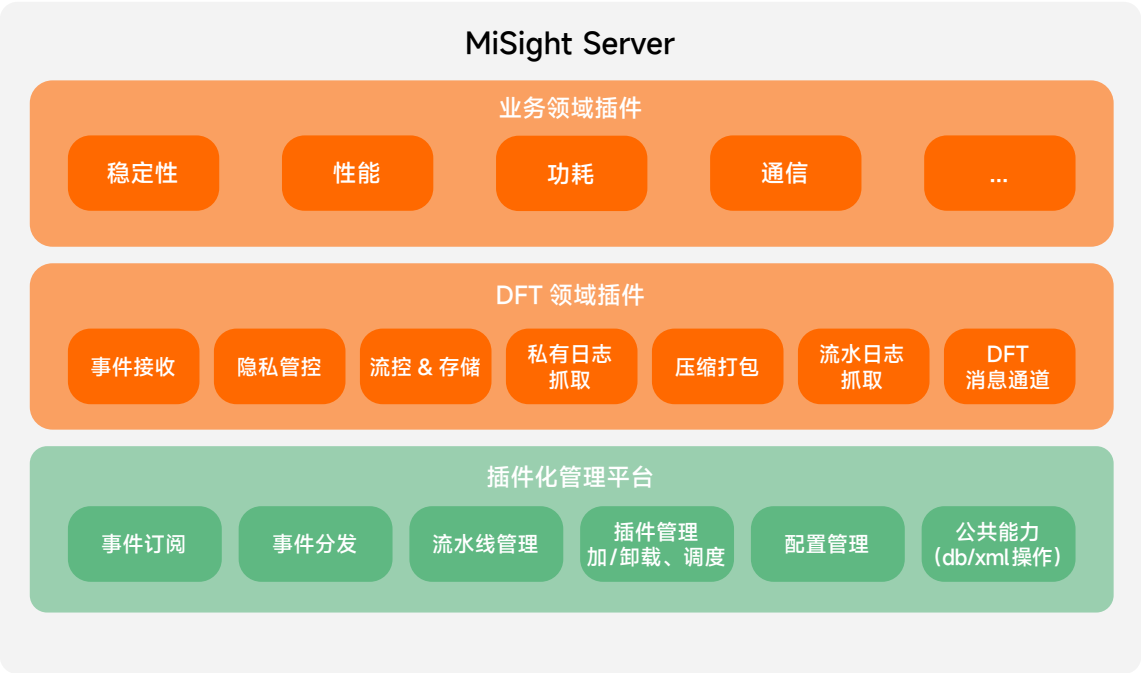 MiSight Server
业务领域插件
稳定性
性能
功耗
通信
...
DFT 领域插件
事件接收
隐私管控
流控 & 存储
私有日志
抓取
压缩打包
流水日志
抓取
DFT
消息通道
插件化管理平台
事件订阅
事件分发
流水线管理
插件管理
加/卸载、调度
配置管理
公共能力
(db/xml操作)